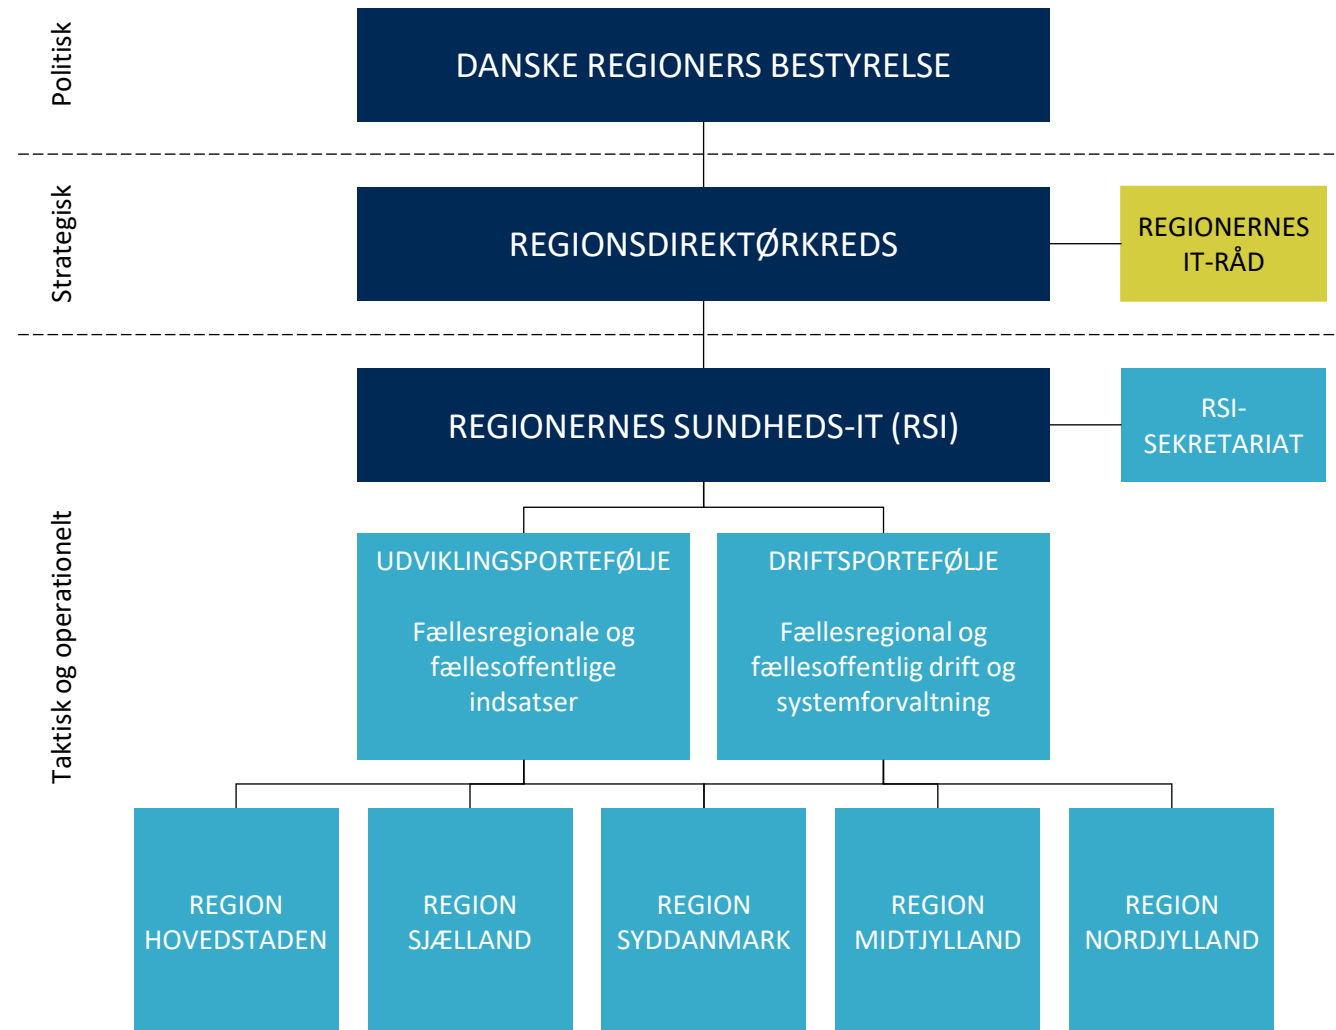 Politisk
DANSKE REGIONERS BESTYRELSE
Strategisk
REGIONSDIREKTØRKREDS
REGIONERNES
IT-RÅD
Taktisk og operationelt
REGIONERNES SUNDHEDS-IT (RSI)
RSI-
SEKRETARIAT
UDVIKLINGSPORTEFØLJE
Fællesregionale og
fællesoffentlige
indsatser
DRIFTSPORTEFØLJE
Fællesregional og
fællesoffentlig drift og
systemforvaltning
REGION
HOVEDSTADEN
REGION
SJÆLLAND
REGION
SYDDANMARK
REGION
MIDTJYLLAND
REGION
NORDJYLLAND